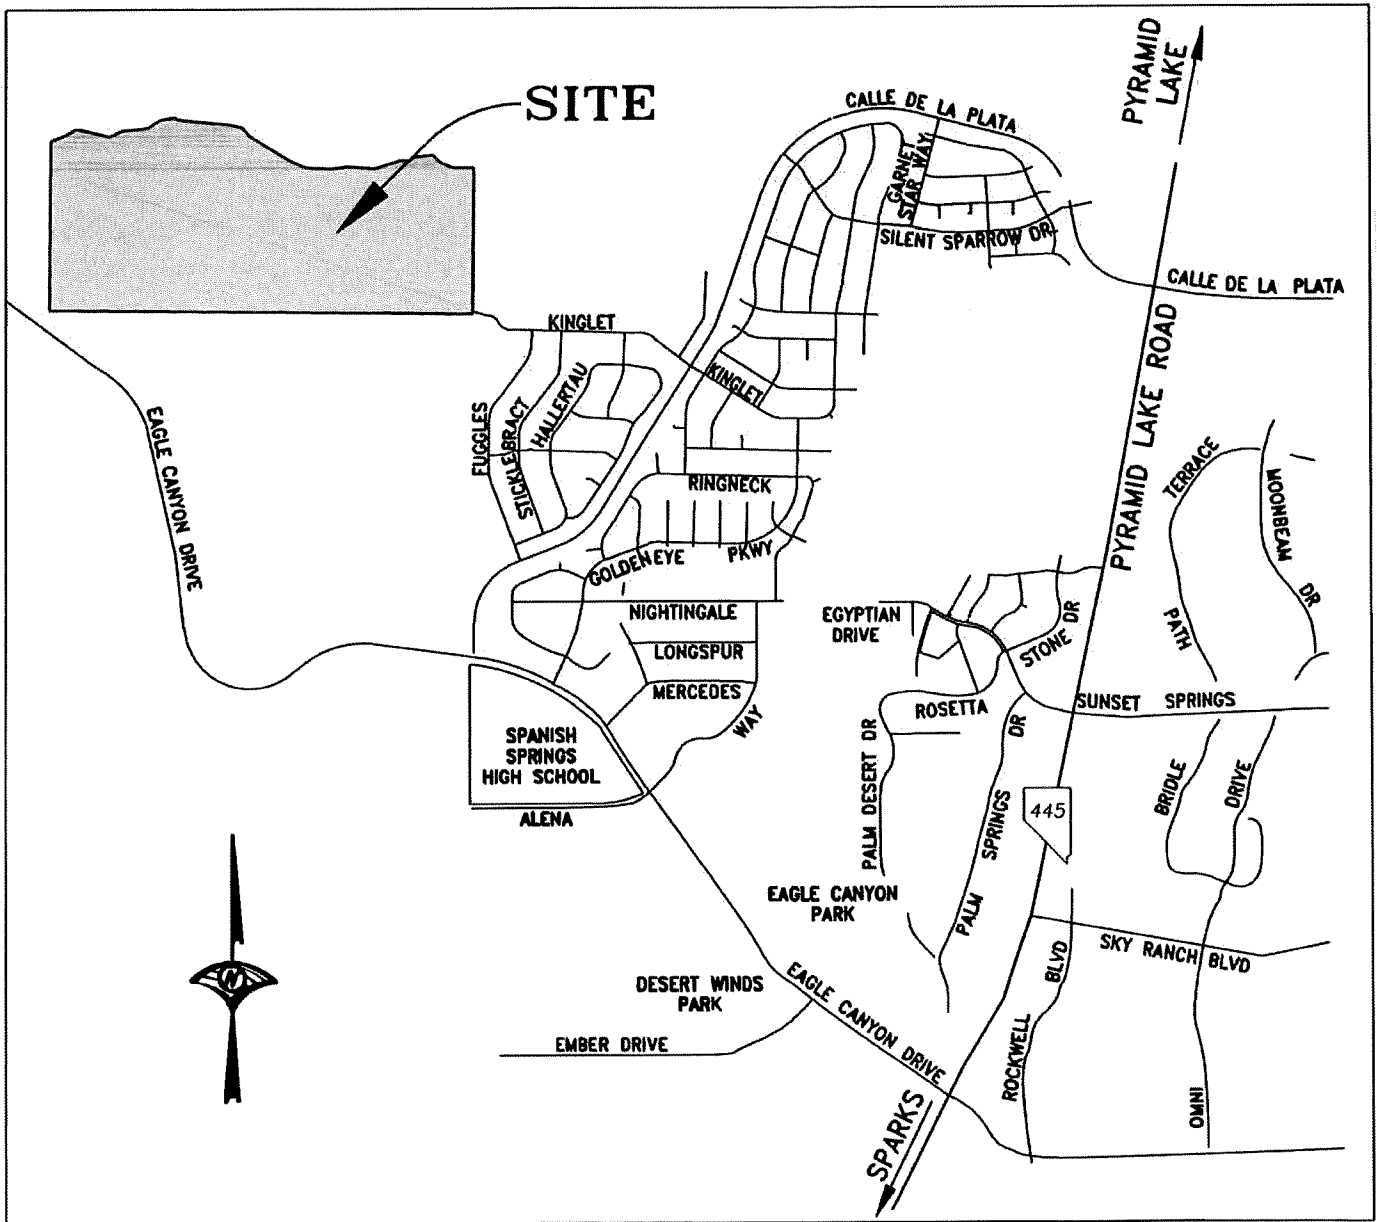 PYRAMID
LAKE
SITE
CALLE DE LA PLATA
GARNET
STAR WAY
SILENT SPARROW DR
CALLE DE LA PLATA
KINGLET
KINGLET
PYRAMID LAKE ROAD
EAGLE CANYON DRIVE
FUGGLES
STICKLEBRACT
HALLERTAU
RINGNECK
TERRACE
PATH
MOONBEAM
DR
GOLDENEYE
PKWY
NIGHTINGALE
LONGSPUR
MERCEDES
WAY
EGYPTIAN
DRIVE
STONE DR
ROSETTA
SUNSET SPRINGS
SPANISH
SPRINGS
HIGH SCHOOL
ALENA
PALM DESERT DR
PALM SPRINGS DR
445
BRIDLE
DRIVE
EAGLE CANYON
PARK
SKY RANCH BLVD
ROCKWELL BLVD
DESERT WINDS
PARK
EAGLE CANYON DRIVE
EMBER DRIVE
OMNI
N
SPARKS